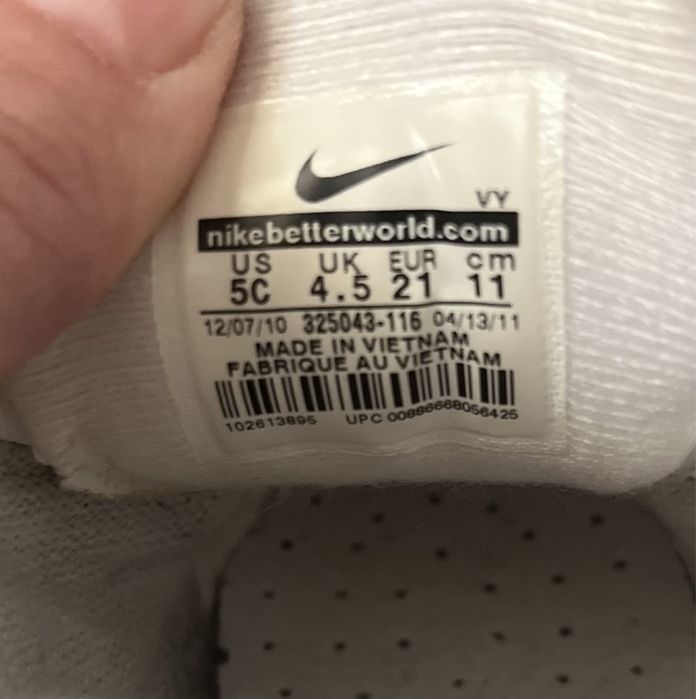 VY
nikebetterworld.com
US UK EUR cm
5C 4.5 21 11
12/07/10 325043-116 04/13/11
MADE IN VIETNAM
FABRIQUE AU VIETNAM
102613895 UPC 00886668056425